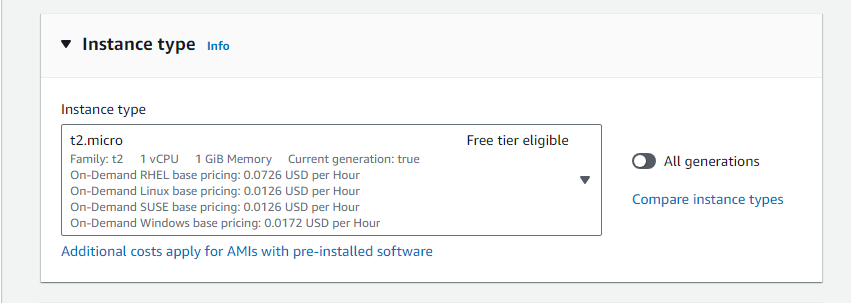 Instance type Info
Instance type
t2.micro Free tier eligible
Family: t2 1 vCPU 1 GiB Memory Current generation: true
On-Demand RHEL base pricing: 0.0726 USD per Hour
On-Demand Linux base pricing: 0.0126 USD per Hour
On-Demand SUSE base pricing: 0.0126 USD per Hour
On-Demand Windows base pricing: 0.0172 USD per Hour
All generations
Compare instance types
Additional costs apply for AMIs with pre-installed software